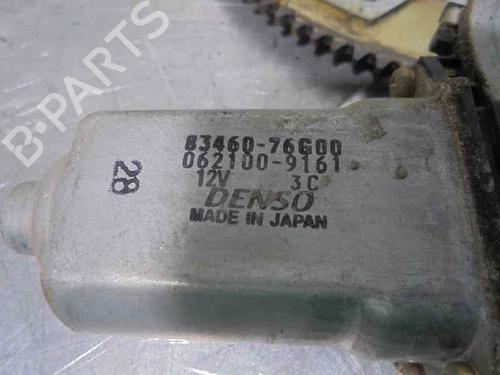 B-PARTS
83460-76G00
062100-9161
12V 3C
DENSO
MADE IN JAPAN
28